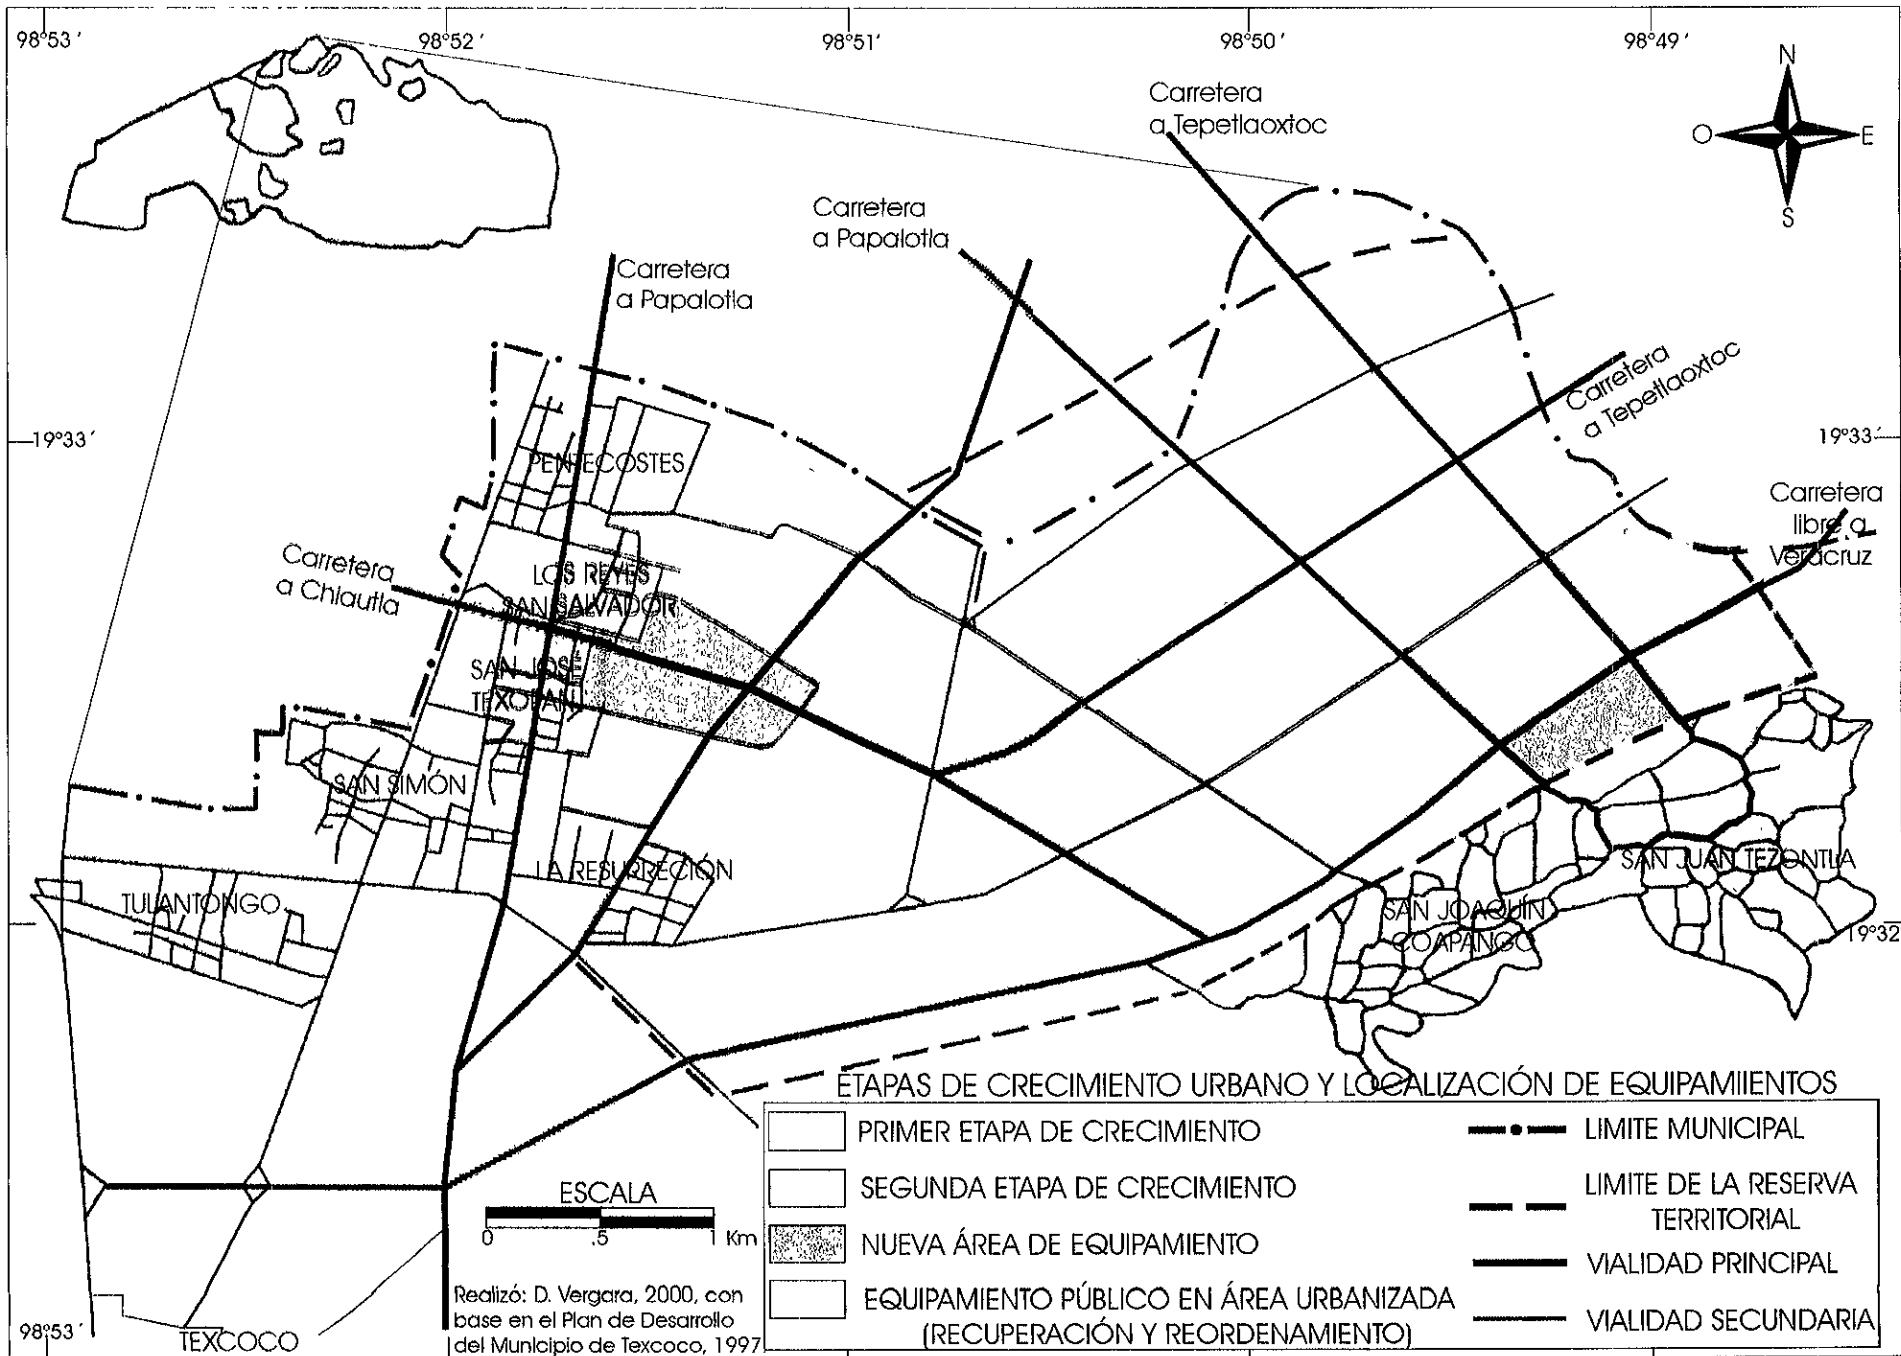 98°53´
98°52´
98°51´
98°50´
98°49´
N
O
E
S
Carretera
a Tepetlaoxtoc
Carretera
a Papalotla
Carretera
a Papalotla
Carretera
a Tepetlaoxtoc
19°33´
19°33´
PENTECOSTES
Carretera
libre a
Veracruz
Carretera
a Chiautla
LOS REYES
SAN SALVADOR
SAN JOSE
TEXOPAN
SAN SIMÓN
LA RESURRECIÓN
SAN JUAN TEZONTLA
TULANTONGO
SAN JOAQUIN
COAPANGO
19°32
ETAPAS DE CRECIMIENTO URBANO Y LOCALIZACIÓN DE EQUIPAMIIENTOS
PRIMER ETAPA DE CRECIMIENTO
SEGUNDA ETAPA DE CRECIMIENTO
NUEVA ÁREA DE EQUIPAMIENTO
EQUIPAMIENTO PÚBLICO EN ÁREA URBANIZADA
(RECUPERACIÓN Y REORDENAMIENTO)
LIMITE MUNICIPAL
LIMITE DE LA RESERVA
TERRITORIAL
VIALIDAD PRINCIPAL
VIALIDAD SECUNDARIA
ESCALA
0 .5 1 Km
Realizó: D. Vergara, 2000, con
base en el Plan de Desarrollo
del Municipio de Texcoco, 1997
98°53´
TEXCOCO